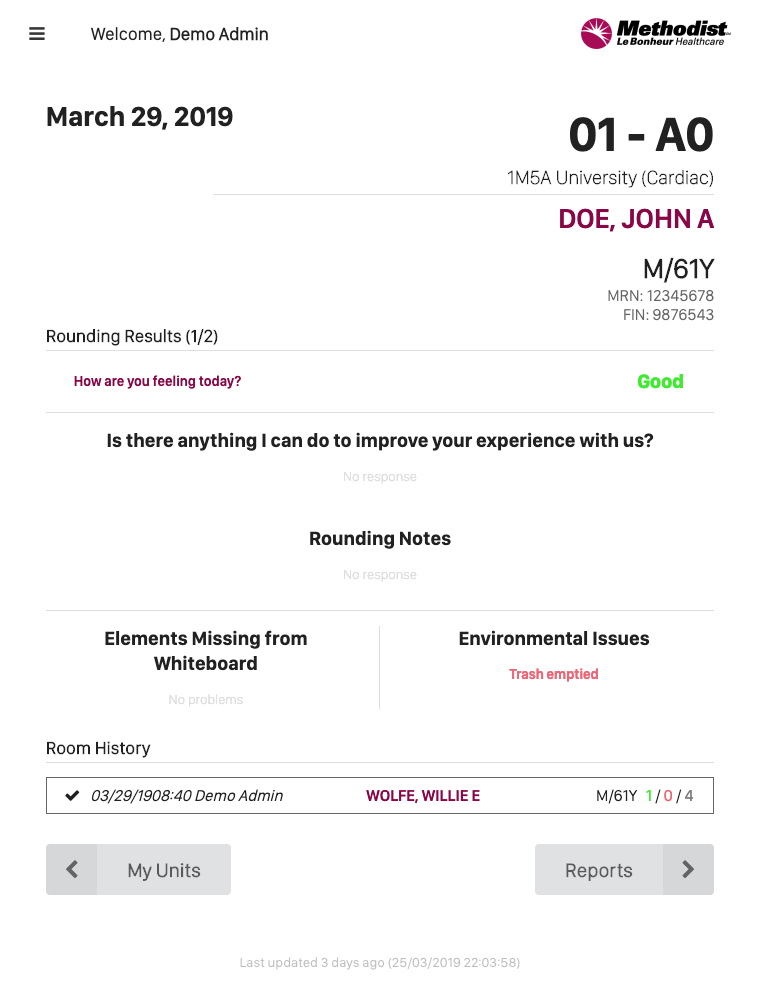 Welcome, Demo Admin
Methodist
Le Bonheur Healthcare
March 29, 2019
01 - A0
1M5A University (Cardiac)
DOE, JOHN A
M/61Y
MRN: 12345678
FIN: 9876543
Rounding Results (1/2)
How are you feeling today? Good
Is there anything I can do to improve your experience with us?
No response
Rounding Notes
No response
Elements Missing from
Whiteboard
No problems
Environmental Issues
Trash emptied
Room History
03/29/1908:40 Demo Admin WOLFE, WILLIE E M/61Y 1 / 0 / 4
My Units
Reports
Last updated 3 days ago (25/03/2019 22:03:58)